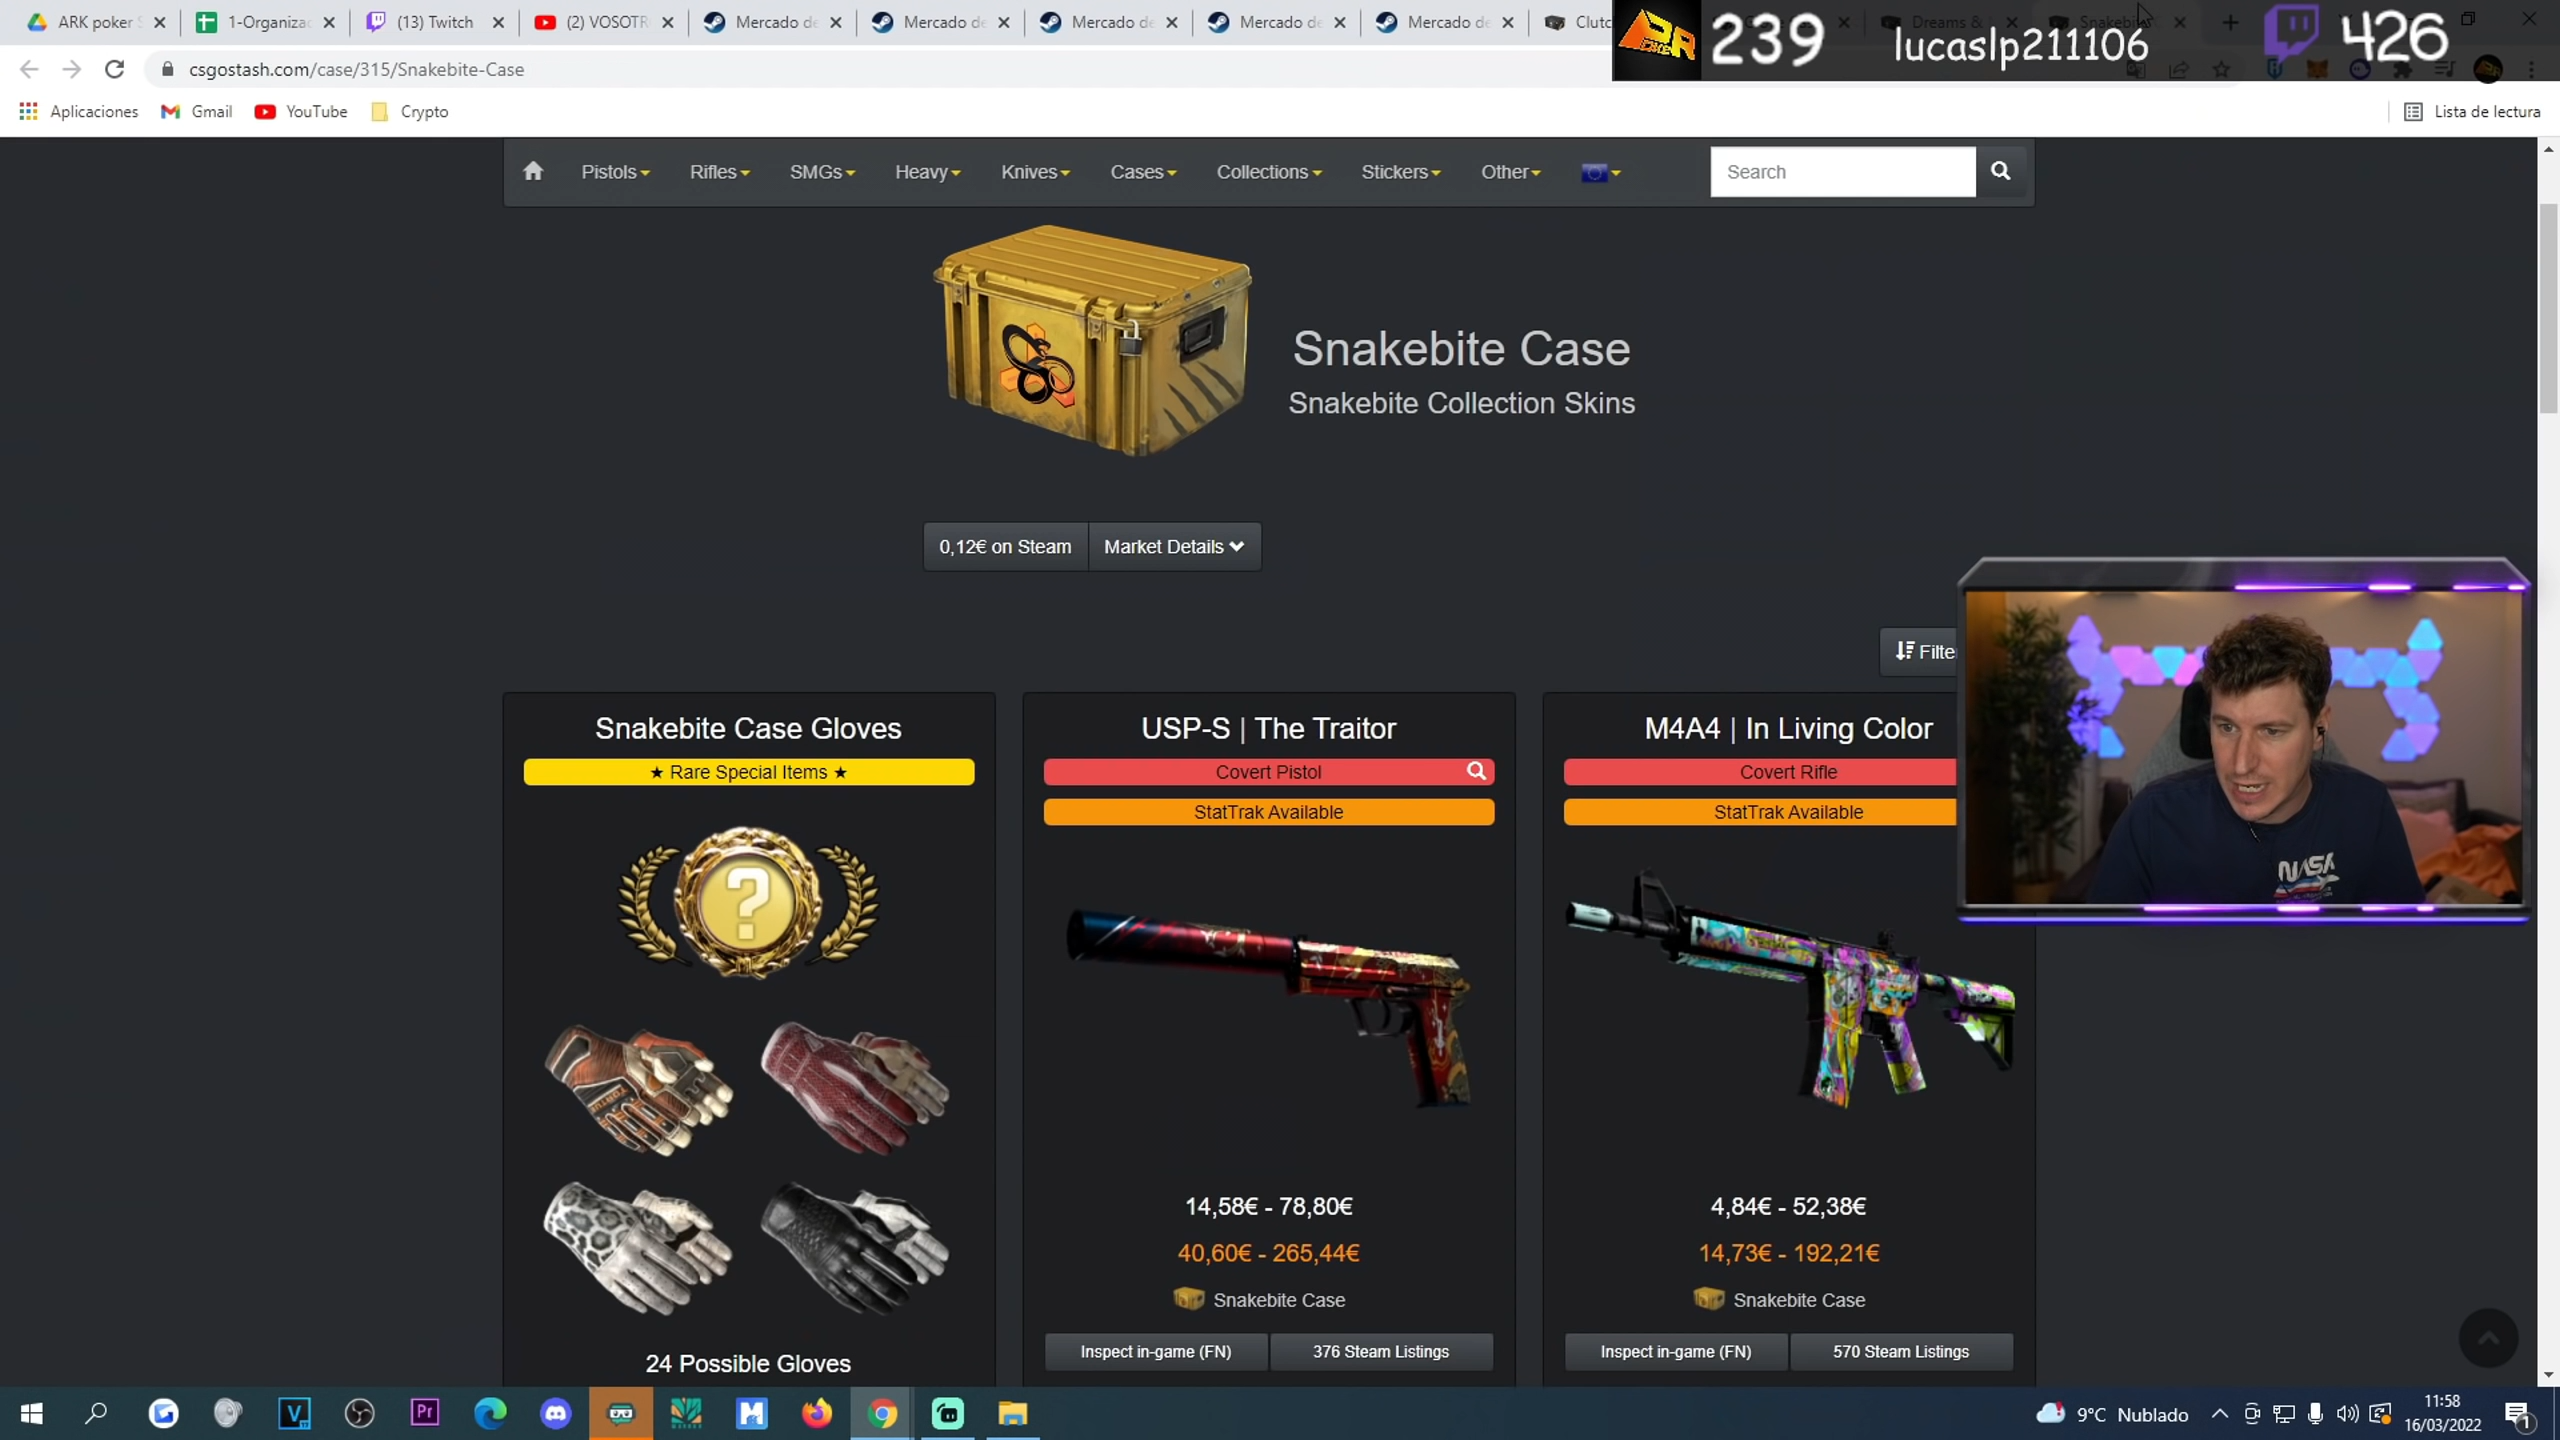 ARK poker S
1-Organizac
(13) Twitch
(2) VOSOTR
Mercado de
Mercado de
Mercado de
Mercado de
Mercado de
Clutc
Dreams &
Snakebite
239
lucaslp211106
426
csgostash.com/case/315/Snakebite-Case
Aplicaciones
Gmail
YouTube
Crypto
Lista de lectura
Pistols
Rifles
SMGs
Heavy
Knives
Cases
Collections
Stickers
Other
Search
Snakebite Case
Snakebite Collection Skins
0,12€ on Steam
Market Details
Filte
Snakebite Case Gloves
★ Rare Special Items ★
24 Possible Gloves
USP-S | The Traitor
Covert Pistol
StatTrak Available
14,58€ - 78,80€
40,60€ - 265,44€
Snakebite Case
Inspect in-game (FN)
376 Steam Listings
M4A4 | In Living Color
Covert Rifle
StatTrak Available
4,84€ - 52,38€
14,73€ - 192,21€
Snakebite Case
Inspect in-game (FN)
570 Steam Listings
NASA
Pr
9°C Nublado
11:58
16/03/2022
1